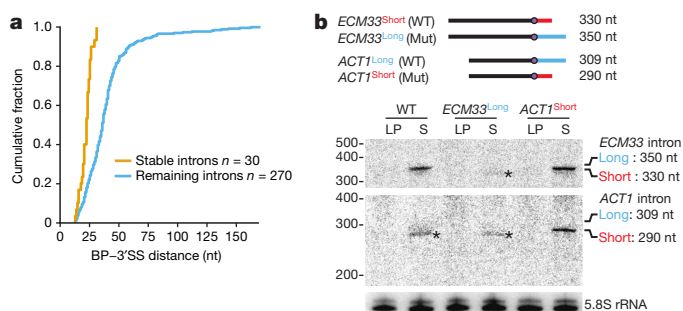 a
Cumulative fraction
1.0
0.8
0.6
0.4
0.2
0
Stable introns n = 30
Remaining introns n = 270
0 25 50 75 100 125 150
BP–3′SS distance (nt)
b
ECM33Short (WT) 330 nt
ECM33Long (Mut) 350 nt
ACT1Long (WT) 309 nt
ACT1Short (Mut) 290 nt
WT ECM33Long ACT1Short
LP S LP S LP S
500-
400-
300-
*
ECM33 intron
Long : 350 nt
Short: 330 nt
400-
300-
200-
* *
ACT1 intron
Long: 309 nt
Short: 290 nt
5.8S rRNA